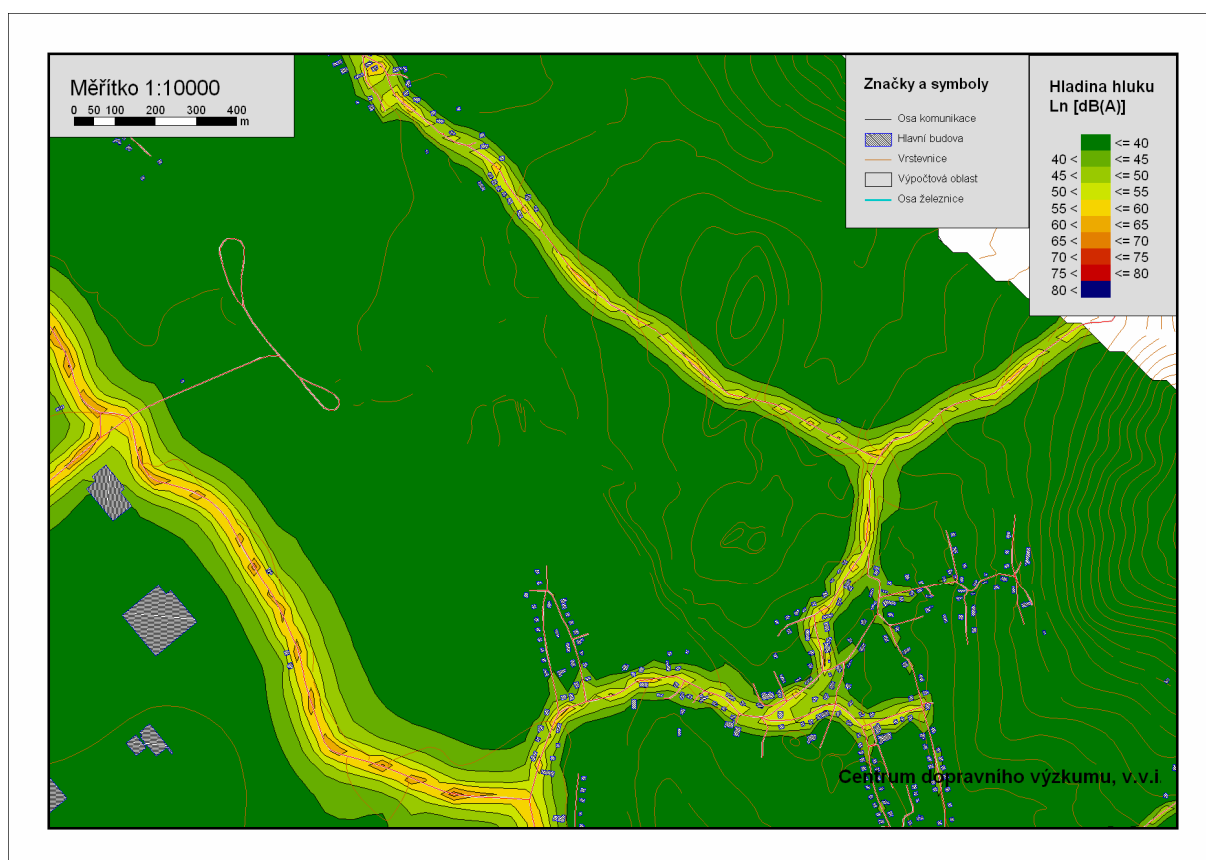 Měřítko 1:10000
0 50 100 200 300 400
m
Značky a symboly
Osa komunikace
Hlavní budova
Vrstevnice
Výpočtová oblast
Osa železnice
Hladina hluku
Ln [dB(A)]
<= 40
40 < <= 45
45 < <= 50
50 < <= 55
55 < <= 60
60 < <= 65
65 < <= 70
70 < <= 75
75 < <= 80
80 <
Centrum dopravního výzkumu, v.v.i.